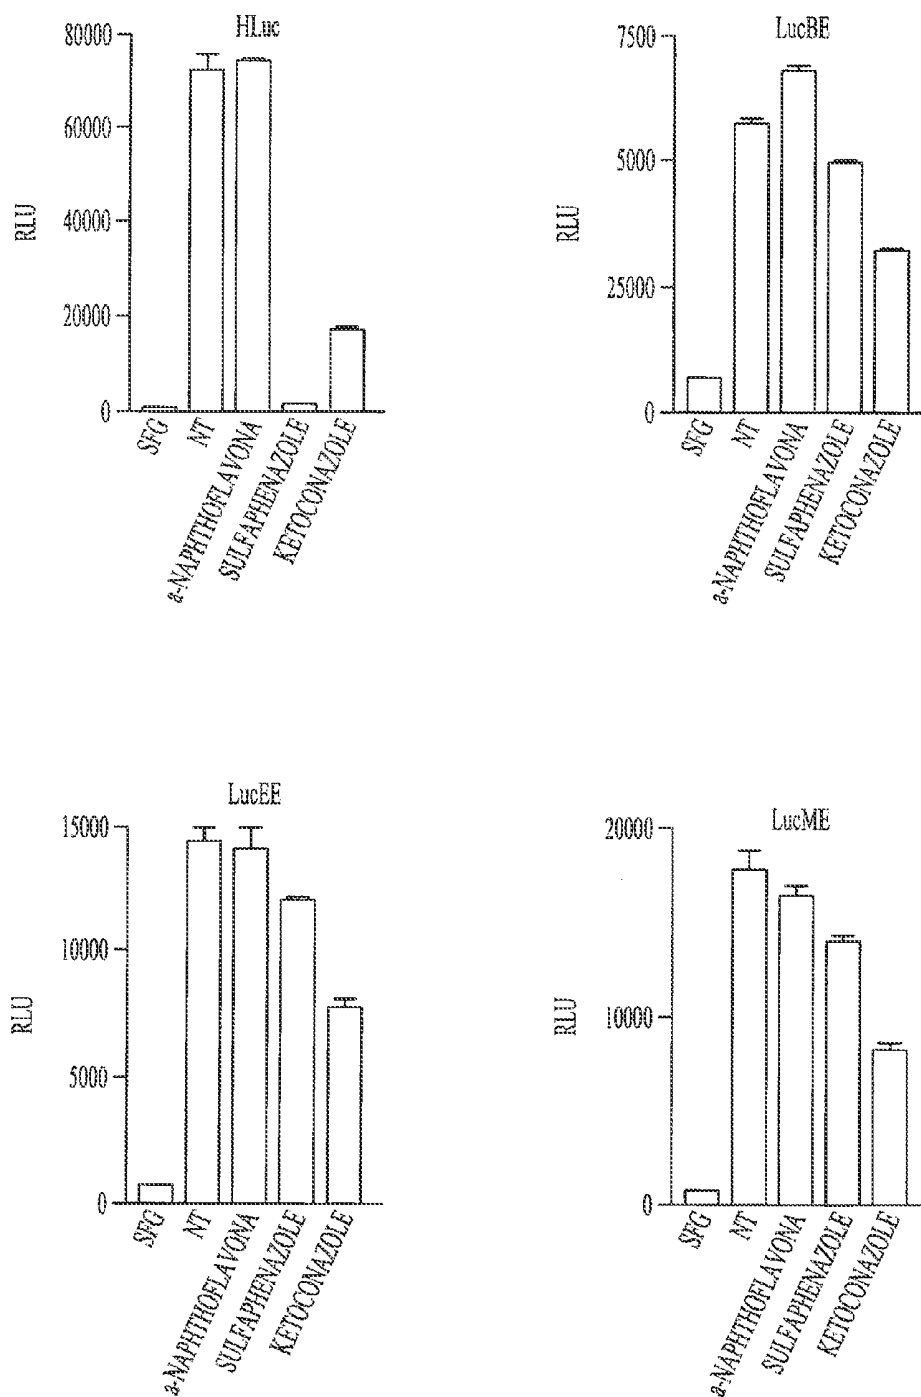 HLuc
80000
60000
RLU
40000
20000
0
SFG
NT
a-NAPHTHOFLAVONA
SULFAPHENAZOLE
KETOCONAZOLE
LucBE
7500
5000
RLU
25000
0
SFG
NT
a-NAPHTHOFLAVONA
SULFAPHENAZOLE
KETOCONAZOLE
LucEE
15000
10000
RLU
5000
0
SFG
NT
a-NAPHTHOFLAVONA
SULFAPHENAZOLE
KETOCONAZOLE
LucME
20000
RLU
10000
0
SFG
NT
a-NAPHTHOFLAVONA
SULFAPHENAZOLE
KETOCONAZOLE